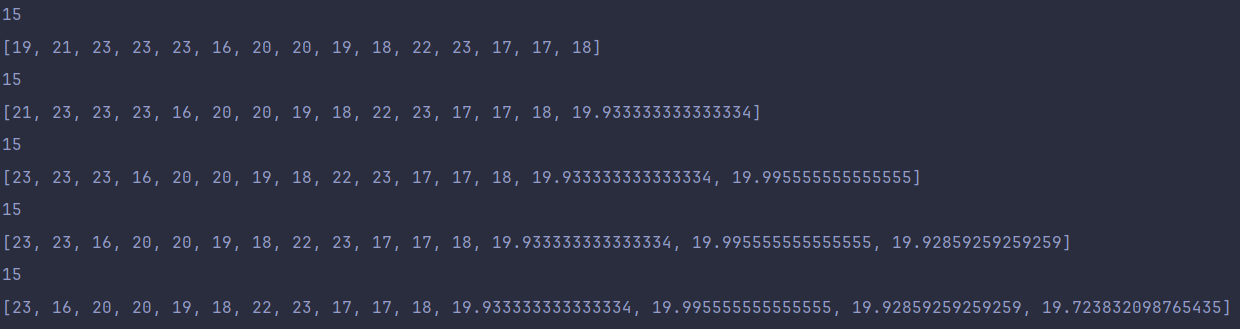 15
[19, 21, 23, 23, 23, 16, 20, 20, 19, 18, 22, 23, 17, 17, 18]
15
[21, 23, 23, 23, 16, 20, 20, 19, 18, 22, 23, 17, 17, 18, 19.933333333333334]
15
[23, 23, 23, 16, 20, 20, 19, 18, 22, 23, 17, 17, 18, 19.933333333333334, 19.995555555555555]
15
[23, 23, 16, 20, 20, 19, 18, 22, 23, 17, 17, 18, 19.933333333333334, 19.995555555555555, 19.92859259259259]
15
[23, 16, 20, 20, 19, 18, 22, 23, 17, 17, 18, 19.933333333333334, 19.995555555555555, 19.92859259259259, 19.723832098765435]